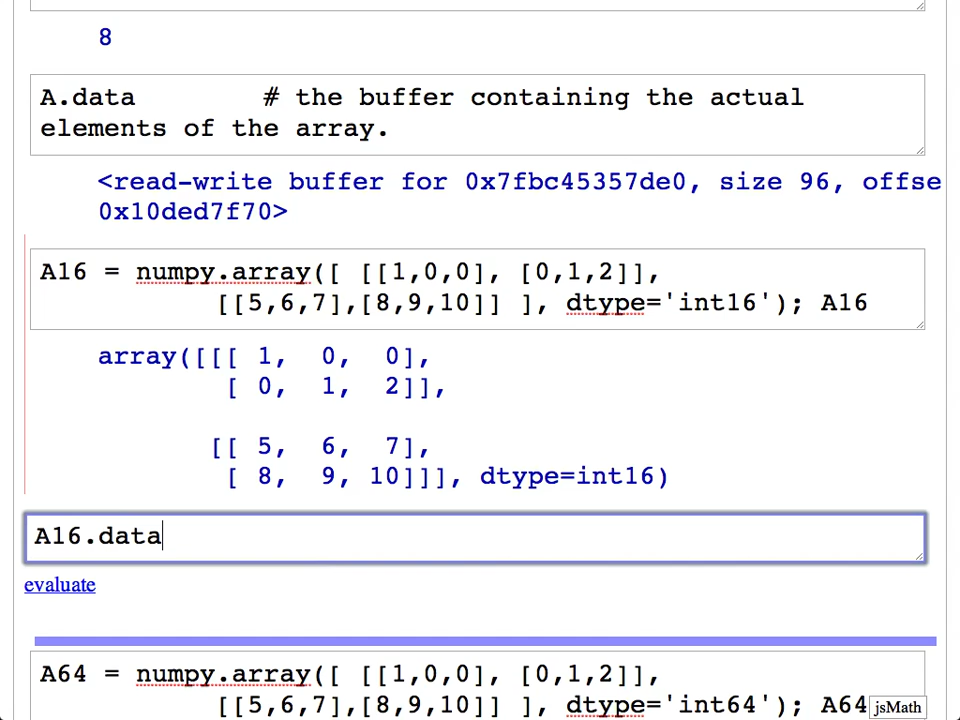 8
A.data        # the buffer containing the actual
elements of the array.
<read-write buffer for 0x7fbc45357de0, size 96, offse
0x10ded7f70>
A16 = numpy.array([ [[1,0,0], [0,1,2]],
[[5,6,7],[8,9,10]] ], dtype='int16'); A16
array([[[ 1,  0,  0],
[ 0,  1,  2]],
[[ 5,  6,  7],
[ 8,  9, 10]]], dtype=int16)
A16.data
evaluate
A64 = numpy.array([ [[1,0,0], [0,1,2]],
[[5,6,7],[8,9,10]] ], dtype='int64'); A64
jsMath